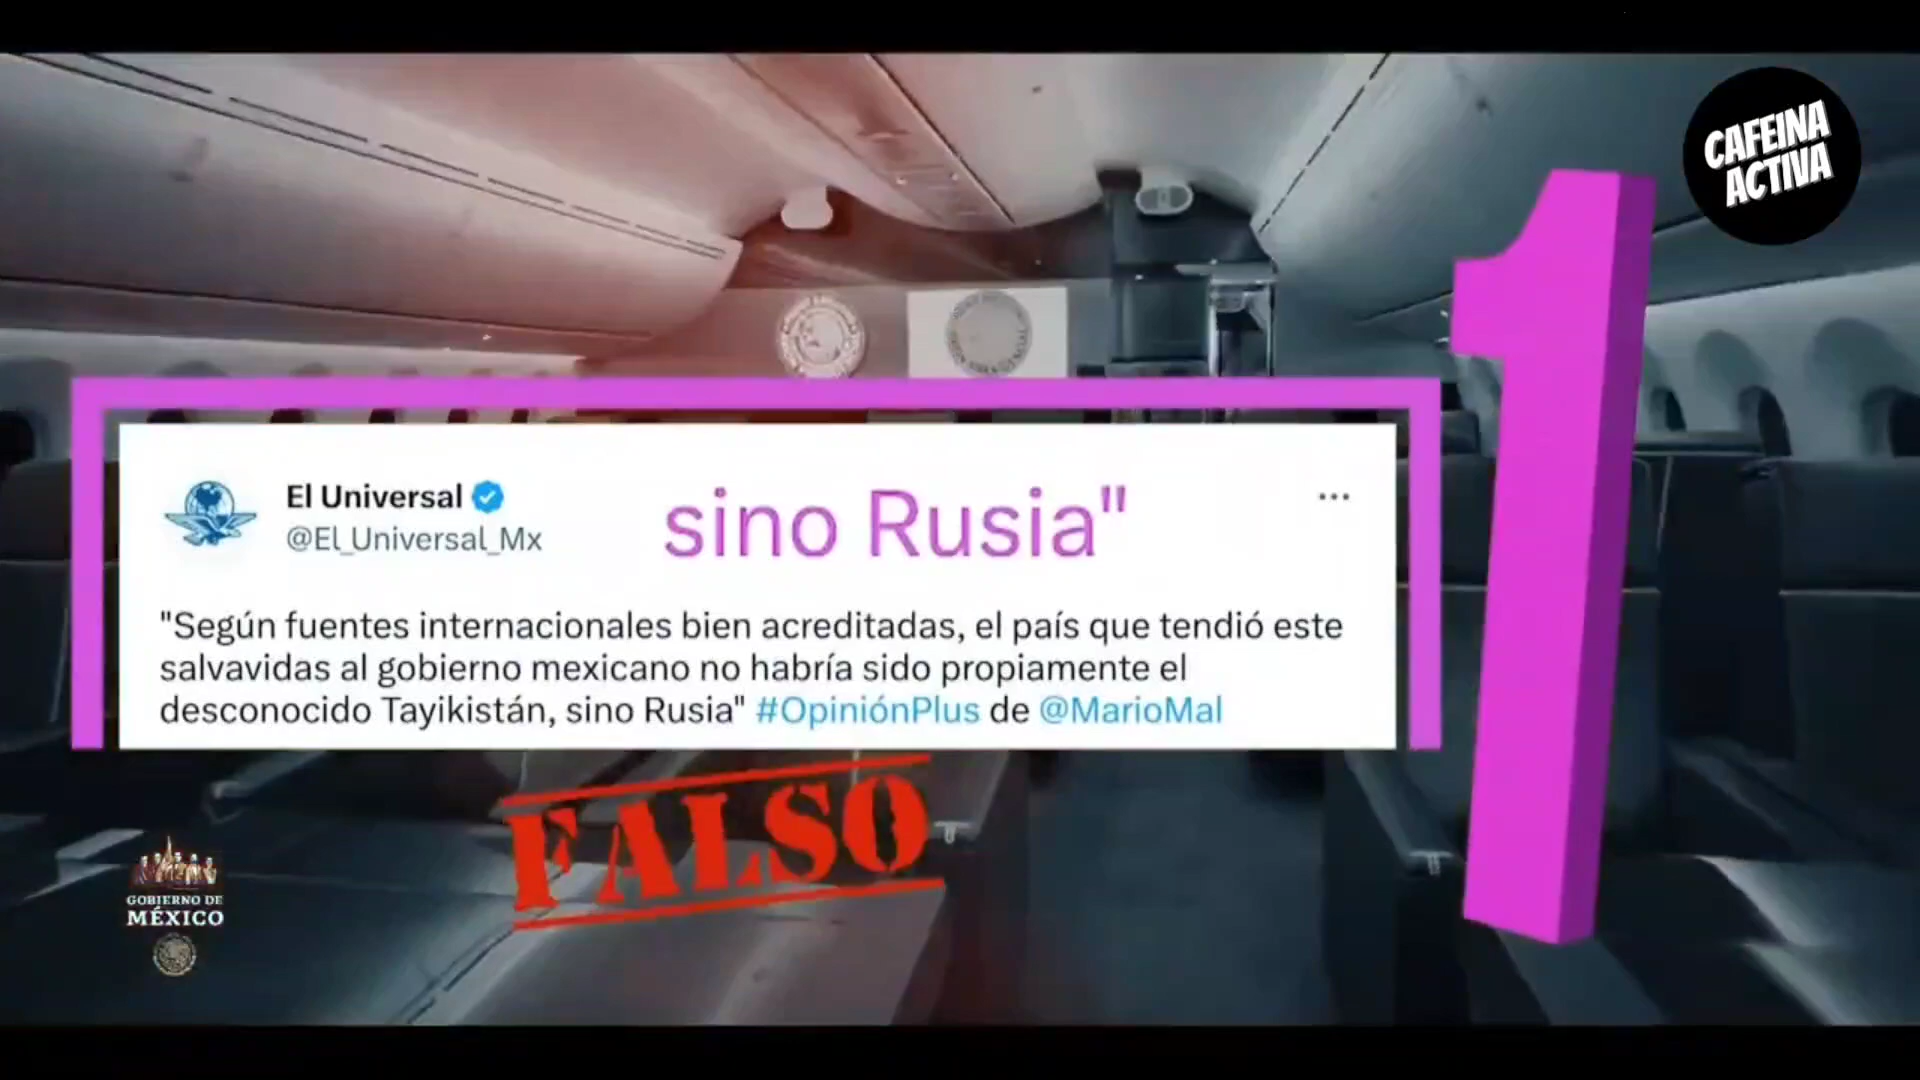 CAFEINA
ACTIVA
1
El Universal
@El_Universal_Mx
sino Rusia"
"Según fuentes internacionales bien acreditadas, el país que tendió este
salvavidas al gobierno mexicano no habría sido propiamente el
desconocido Tayikistán, sino Rusia" #OpiniónPlus de @MarioMal
FALSO
GOBIERNO DE
MÉXICO